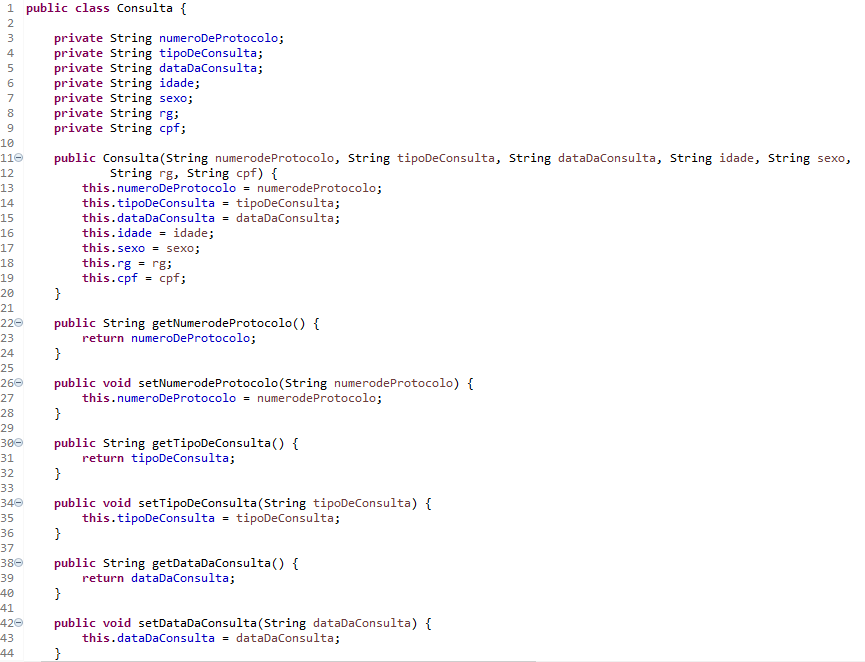 1 public class Consulta {
2
3     private String numeroDeProtocolo;
4     private String tipoDeConsulta;
5     private String dataDaConsulta;
6     private String idade;
7     private String sexo;
8     private String rg;
9     private String cpf;
10
11     public Consulta(String numerodeProtocolo, String tipoDeConsulta, String dataDaConsulta, String idade, String sexo,
12             String rg, String cpf) {
13         this.numeroDeProtocolo = numerodeProtocolo;
14         this.tipoDeConsulta = tipoDeConsulta;
15         this.dataDaConsulta = dataDaConsulta;
16         this.idade = idade;
17         this.sexo = sexo;
18         this.rg = rg;
19         this.cpf = cpf;
20     }
21
22     public String getNumerodeProtocolo() {
23         return numeroDeProtocolo;
24     }
25
26     public void setNumerodeProtocolo(String numerodeProtocolo) {
27         this.numeroDeProtocolo = numerodeProtocolo;
28     }
29
30     public String getTipoDeConsulta() {
31         return tipoDeConsulta;
32     }
33
34     public void setTipoDeConsulta(String tipoDeConsulta) {
35         this.tipoDeConsulta = tipoDeConsulta;
36     }
37
38     public String getDataDaConsulta() {
39         return dataDaConsulta;
40     }
41
42     public void setDataDaConsulta(String dataDaConsulta) {
43         this.dataDaConsulta = dataDaConsulta;
44     }